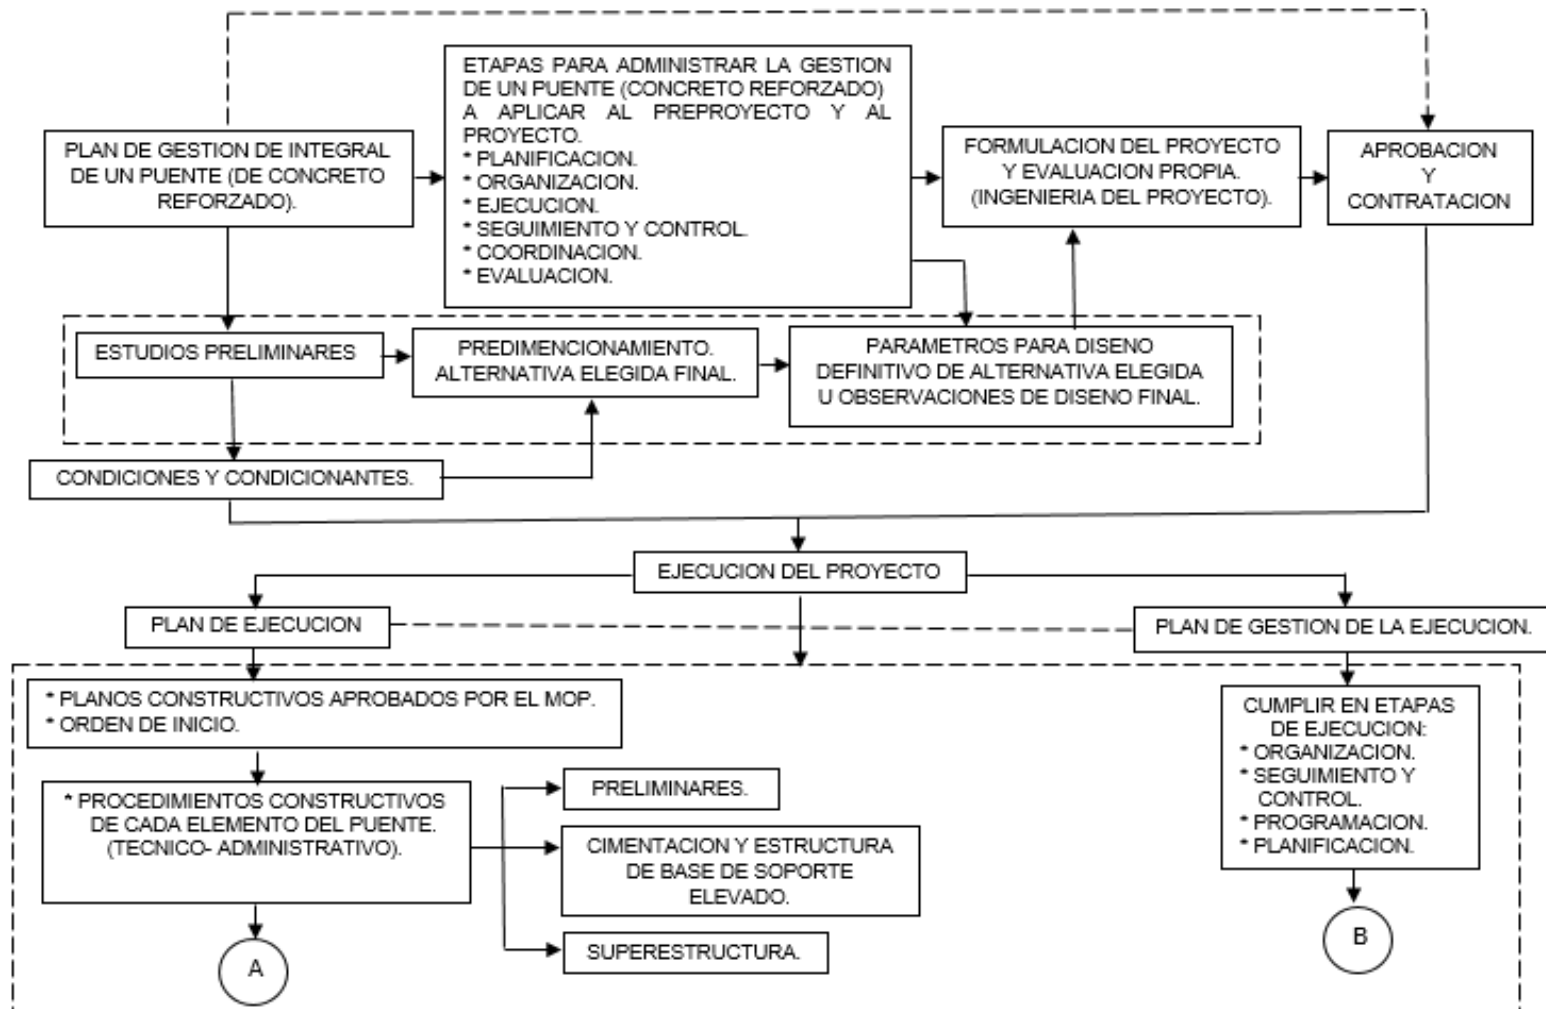 PLAN DE GESTION DE INTEGRAL
DE UN PUENTE (DE CONCRETO
REFORZADO).
ETAPAS PARA ADMINISTRAR LA GESTION
DE UN PUENTE (CONCRETO REFORZADO)
A APLICAR AL PREPROYECTO Y AL
PROYECTO.
* PLANIFICACION.
* ORGANIZACION.
* EJECUCION.
* SEGUIMIENTO Y CONTROL.
* COORDINACION.
* EVALUACION.
FORMULACION DEL PROYECTO
Y EVALUACION PROPIA.
(INGENIERIA DEL PROYECTO).
APROBACION
Y
CONTRATACION
ESTUDIOS PRELIMINARES
PREDIMENCIONAMIENTO.
ALTERNATIVA ELEGIDA FINAL.
PARAMETROS PARA DISENO
DEFINITIVO DE ALTERNATIVA ELEGIDA
U OBSERVACIONES DE DISENO FINAL.
CONDICIONES Y CONDICIONANTES.
EJECUCION DEL PROYECTO
PLAN DE EJECUCION
PLAN DE GESTION DE LA EJECUCION.
* PLANOS CONSTRUCTIVOS APROBADOS POR EL MOP.
* ORDEN DE INICIO.
* PROCEDIMIENTOS CONSTRUCTIVOS
DE CADA ELEMENTO DEL PUENTE.
(TECNICO- ADMINISTRATIVO).
PRELIMINARES.
CIMENTACION Y ESTRUCTURA
DE BASE DE SOPORTE
ELEVADO.
SUPERESTRUCTURA.
CUMPLIR EN ETAPAS
DE EJECUCION:
* ORGANIZACION.
* SEGUIMIENTO Y
CONTROL.
* PROGRAMACION.
* PLANIFICACION.
A
B